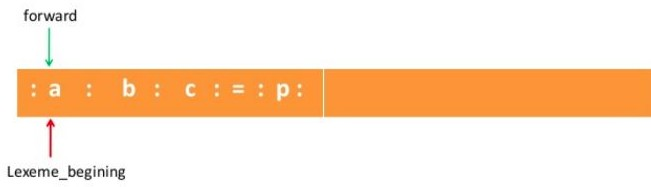 forward
: a : b : c : = : p :
Lexeme_begining